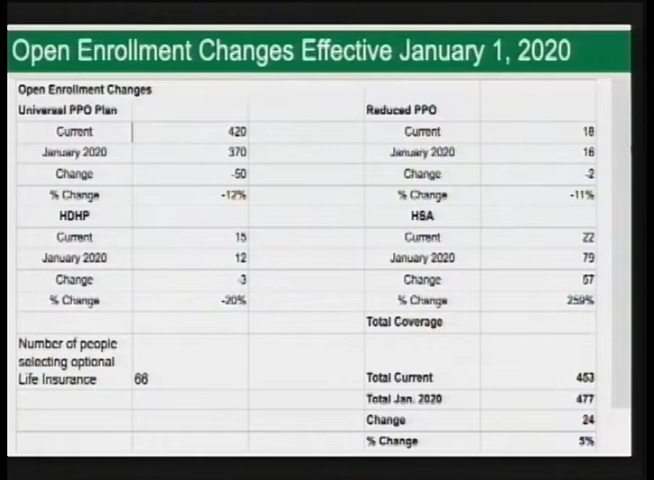 Open Enrollment Changes Effective January 1, 2020
Open Enrollment Changes
Universal PPO Plan Reduced PPO
Current 420 Current 18
January 2020 370 January 2020 16
Change -50 Change -2
% Change -12% % Change -11%
HDHP HSA
Current 15 Current 22
January 2020 12 January 2020 79
Change -3 Change 57
% Change -20% % Change 259%
Total Coverage
Number of people
selecting optional
Life Insurance 66 Total Current 453
Total Jan. 2020 477
Change 24
% Change 5%